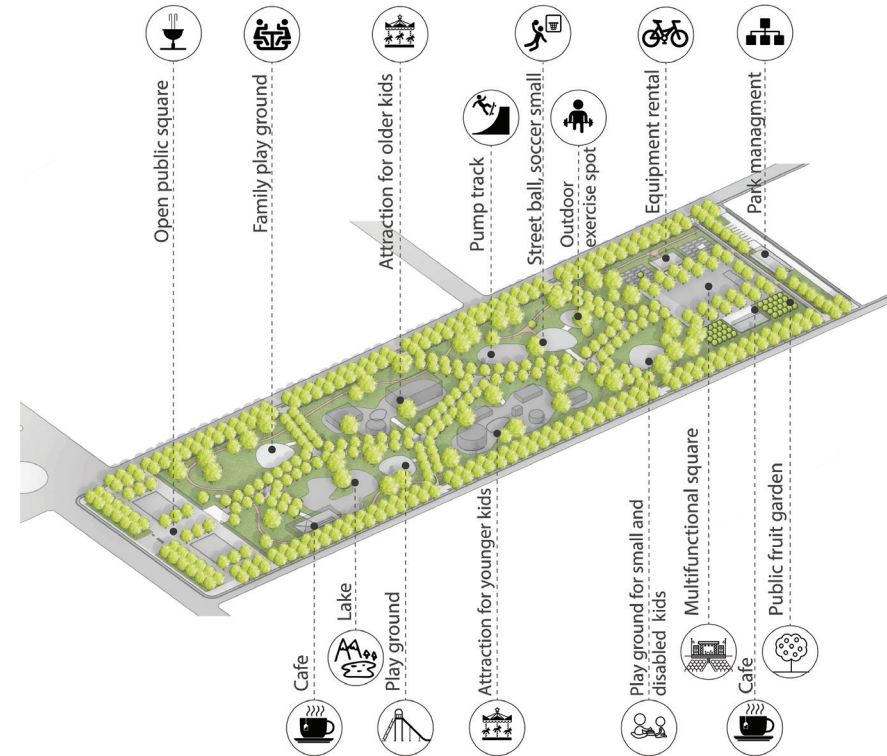 Open public square
Family play ground
Attraction for older kids
Pump track
Street ball, soccer small
Outdoor
exercise spot
Equipment rental
Park managment
Cafe
Lake
Play ground
Attraction for younger kids
Play ground for small and
disabled kids
Multifunctional square
Cafe
Public fruit garden